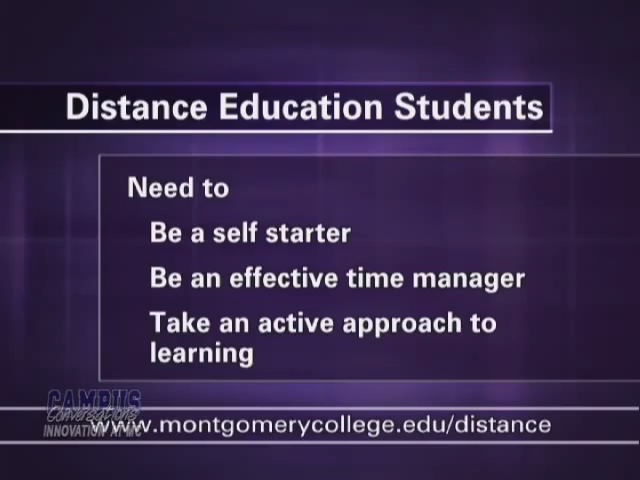 Distance Education Students
Need to
Be a self starter
Be an effective time manager
Take an active approach to
learning
CAMPUS
Conversations
INNOVATION AT MC
www.montgomerycollege.edu/distance